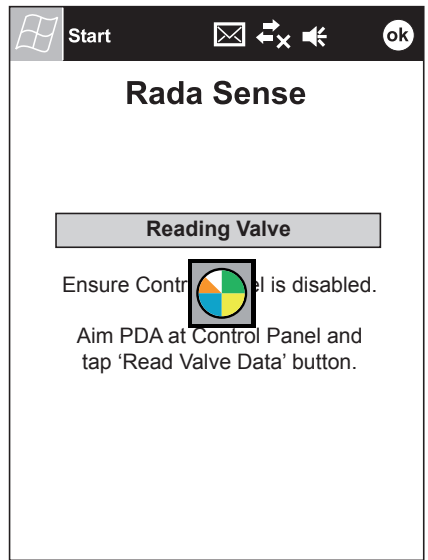 Start
ok
Rada Sense
Reading Valve
Ensure Contr el is disabled.
Aim PDA at Control Panel and
tap ‘Read Valve Data’ button.